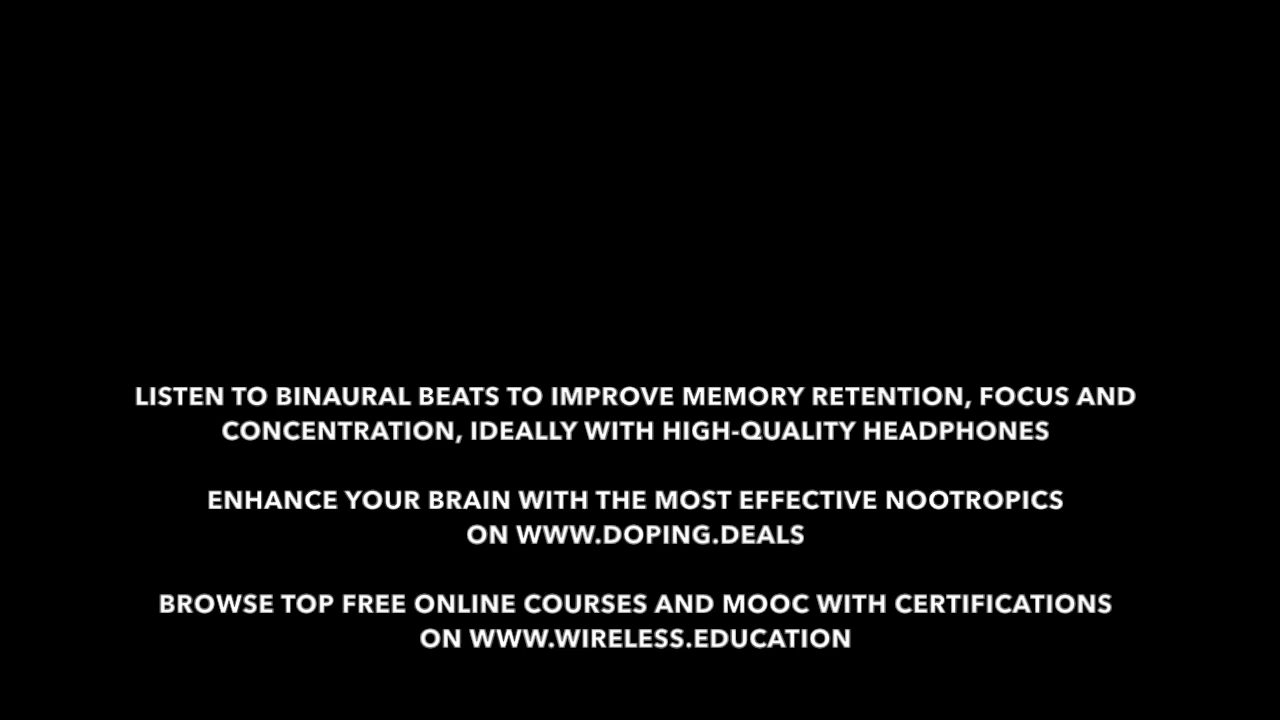 LISTEN TO BINAURAL BEATS TO IMPROVE MEMORY RETENTION, FOCUS AND
CONCENTRATION, IDEALLY WITH HIGH-QUALITY HEADPHONES
ENHANCE YOUR BRAIN WITH THE MOST EFFECTIVE NOOTROPICS
ON WWW.DOPING.DEALS
BROWSE TOP FREE ONLINE COURSES AND MOOC WITH CERTIFICATIONS
ON WWW.WIRELESS.EDUCATION